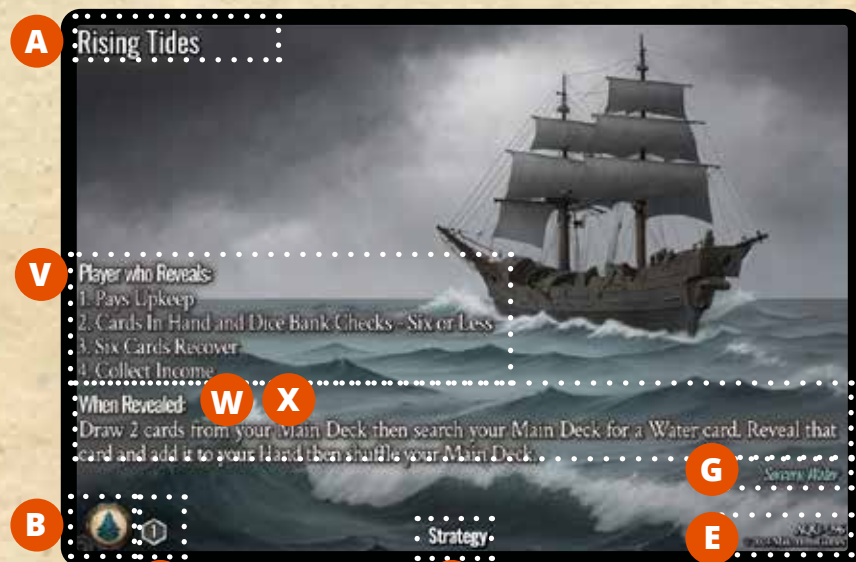 A
Rising Tides
V
Player who Reveals:
1. Pays Upkeep
2. Cards In Hand and Dice Bank Checks - Six or Less
3. Six Cards Recover
4. Collect Income
W X
When Revealed:
Draw 2 cards from your Main Deck then search your Main Deck for a Water card. Reveal that
card and add it to your Hand then shuffle your Main Deck.
G
Sorcery Water
B
1
Strategy
E